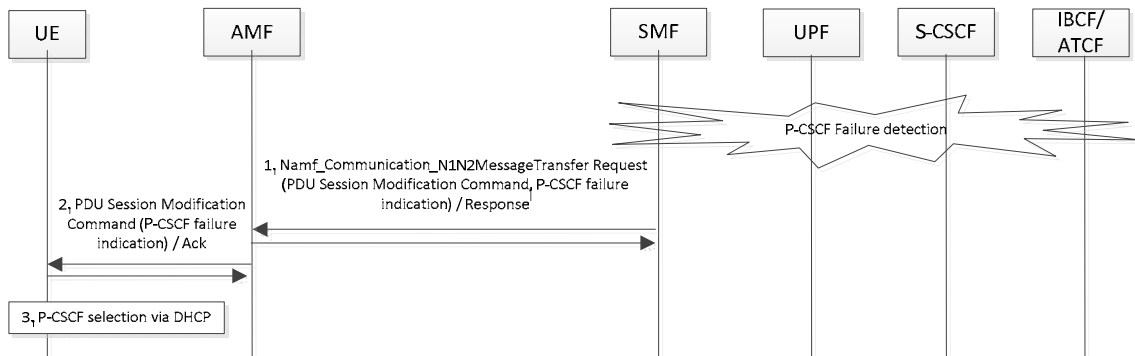 UE
AMF
SMF
UPF
S-CSCF
IBCF/
ATCF
P-CSCF Failure detection
1, Namf_Communication_N1N2MessageTransfer Request
(PDU Session Modification Command, P-CSCF failure
indication) / Response
2, PDU Session Modification
Command (P-CSCF failure
indication) / Ack
3, P-CSCF selection via DHCP